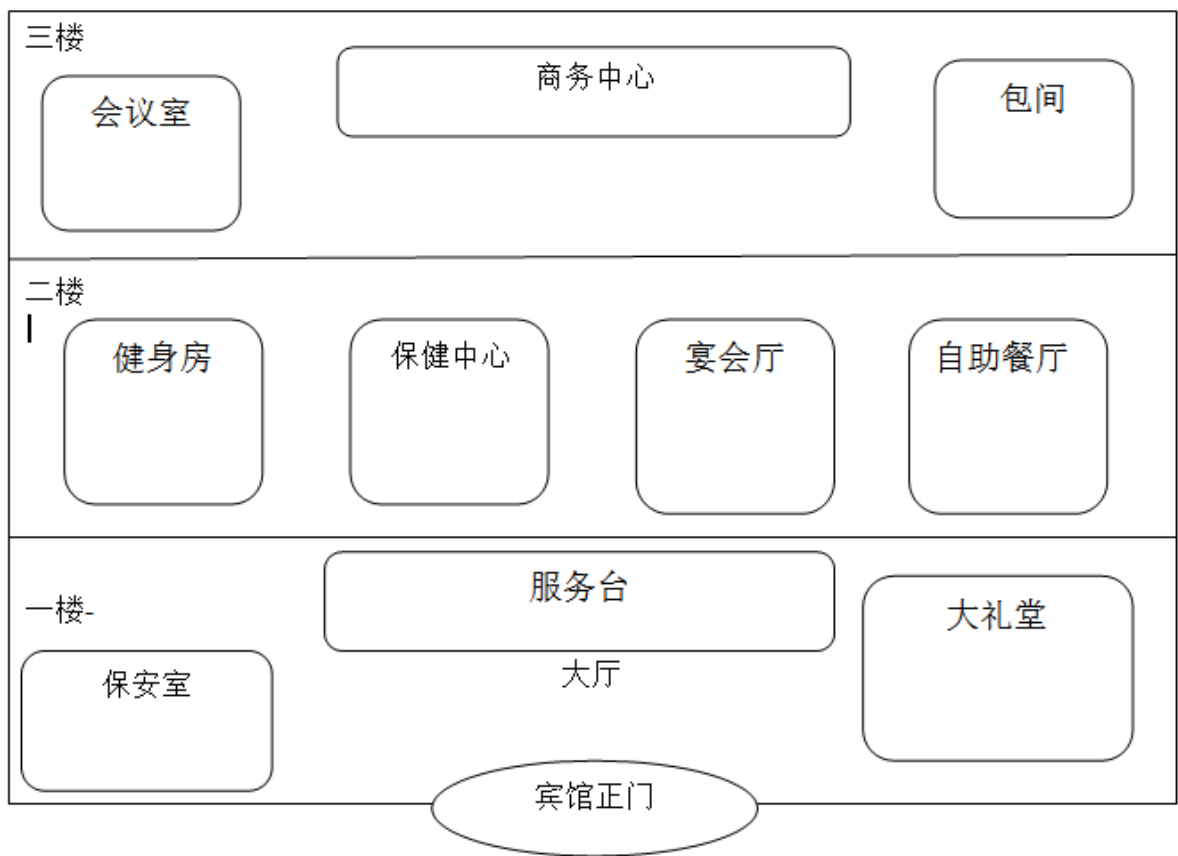 三楼
会议室
商务中心
包间
二楼
健身房
保健中心
宴会厅
自助餐厅
一楼-
服务台
大礼堂
保安室
大厅
宾馆正门